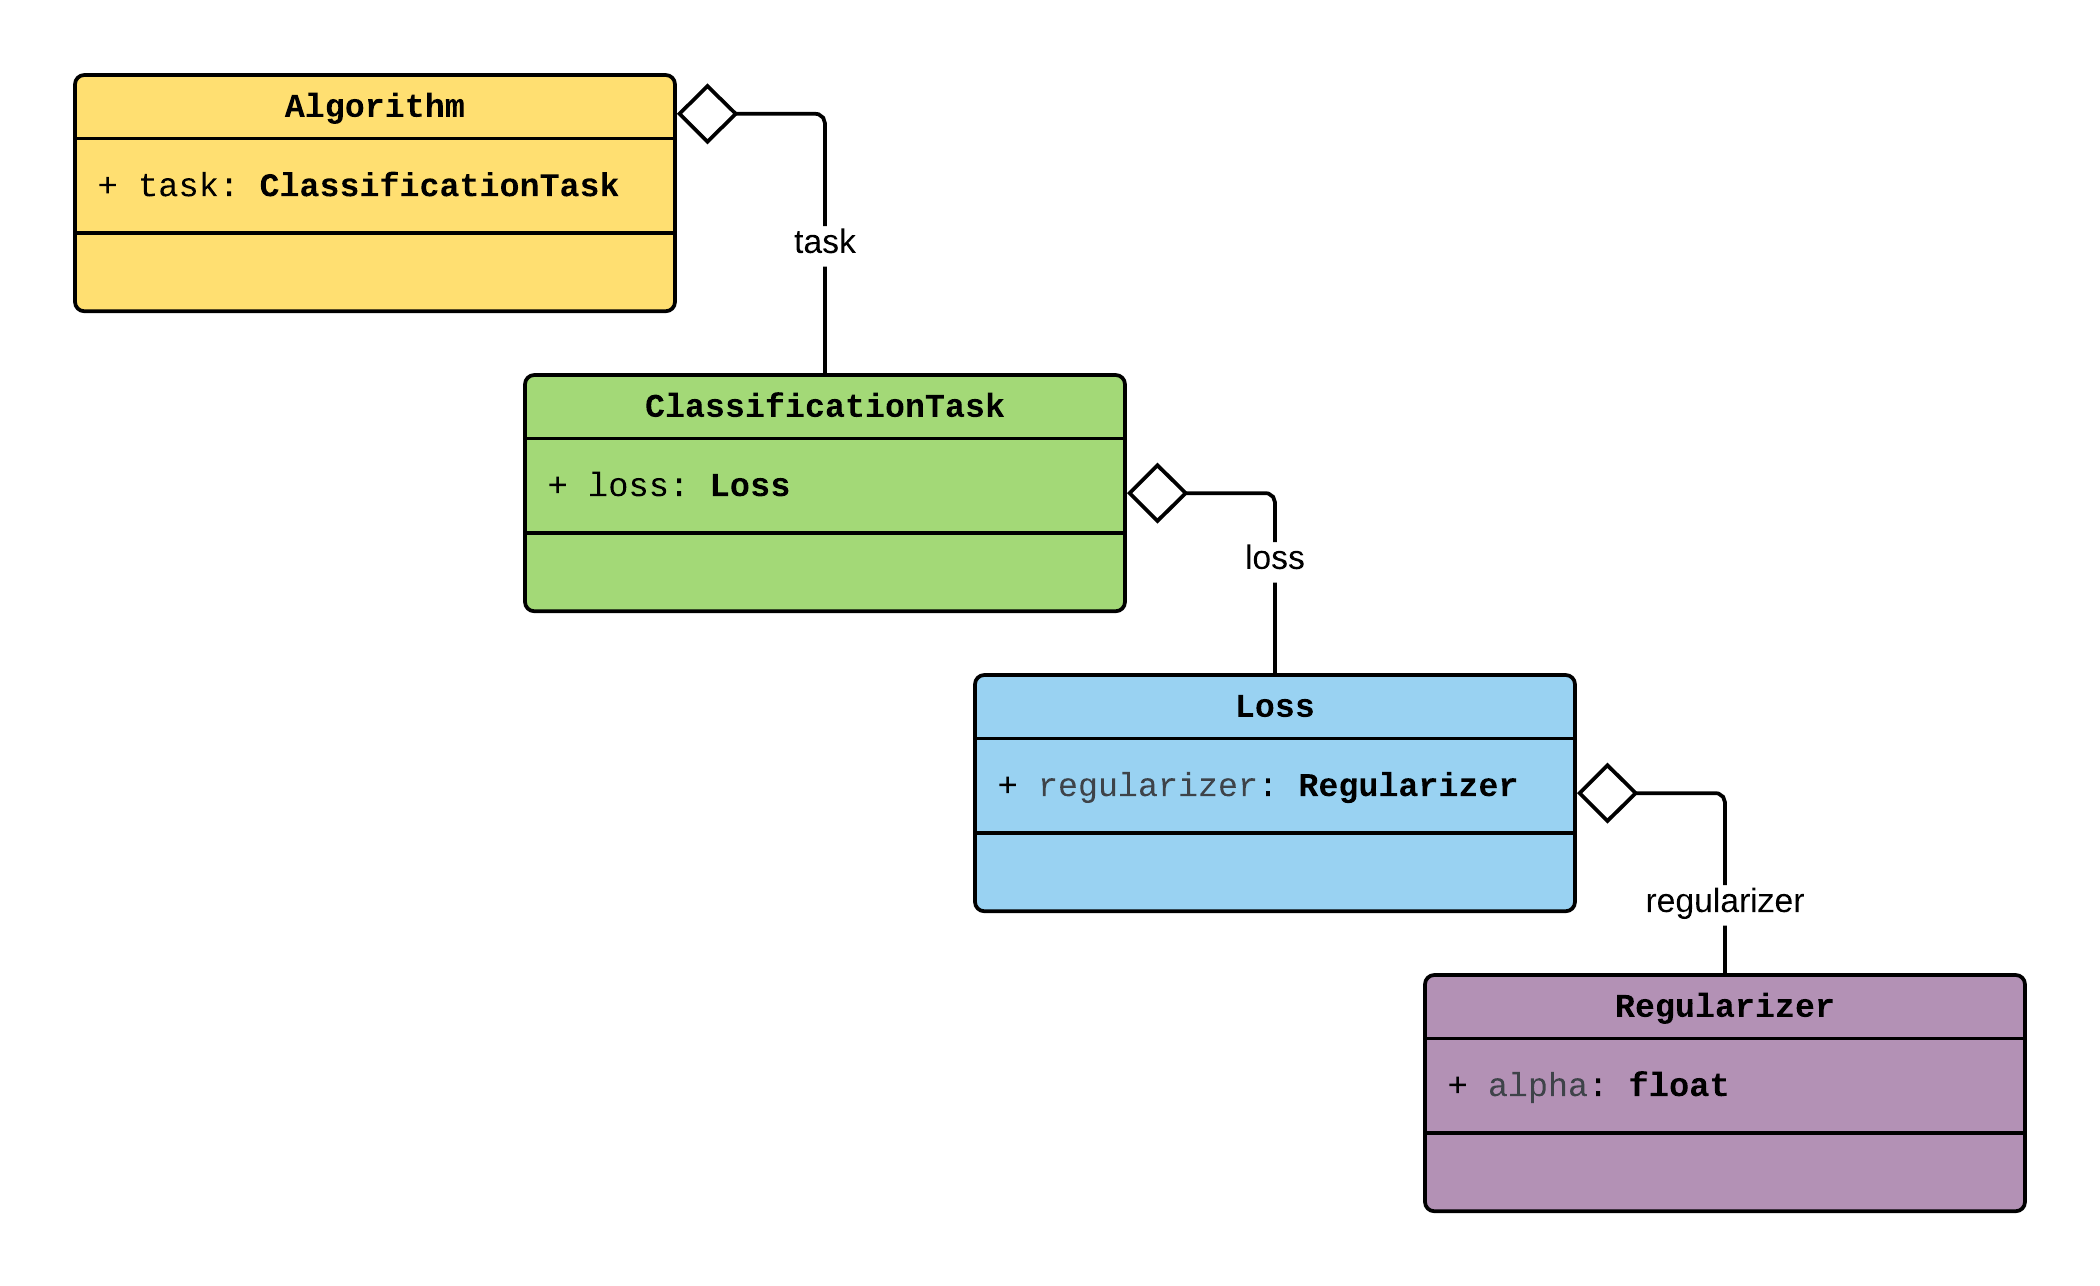 Algorithm
+ task: ClassificationTask
task
ClassificationTask
+ loss: Loss
loss
Loss
+ regularizer: Regularizer
regularizer
Regularizer
+ alpha: float